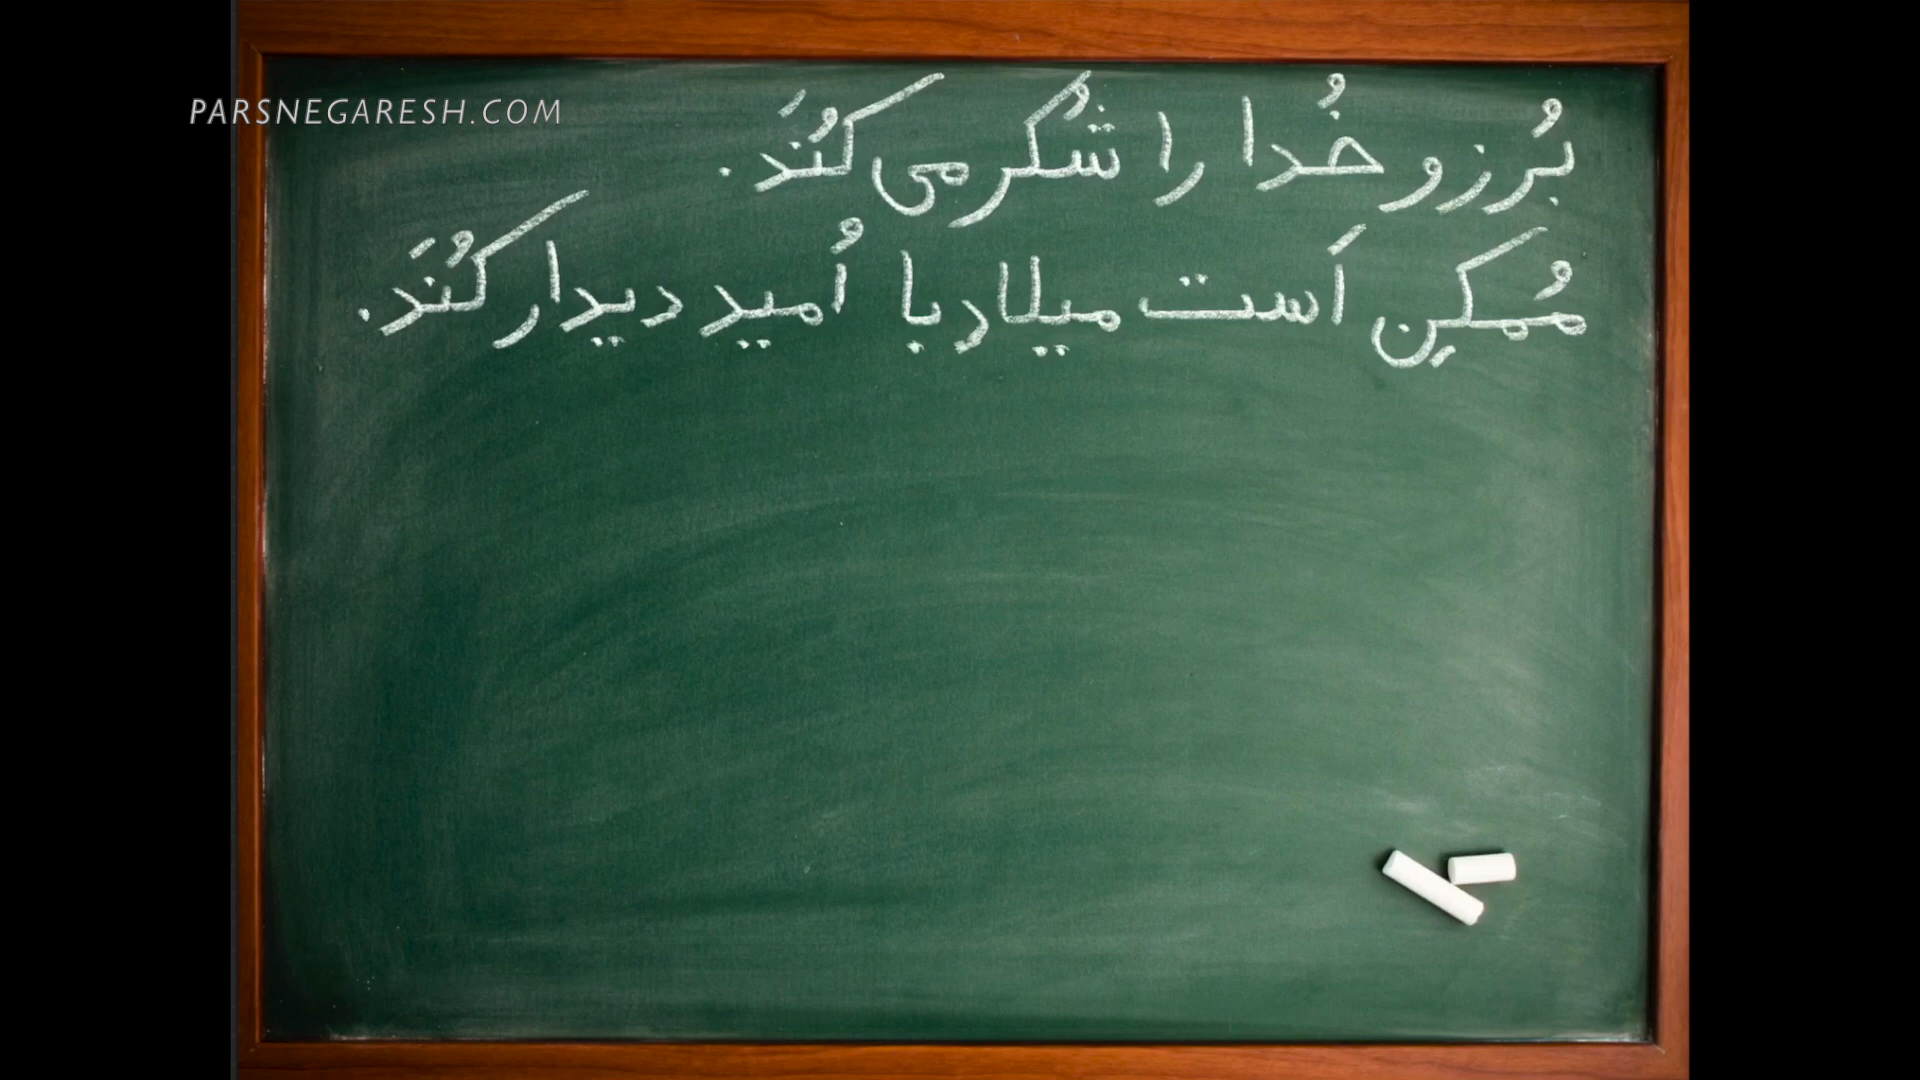 PARSNEGARESH.COM
بُرزو خُدا را شُکر می کُنَد.
مُمکِن اَست میلاد با اُمید دیدار کُنَد.